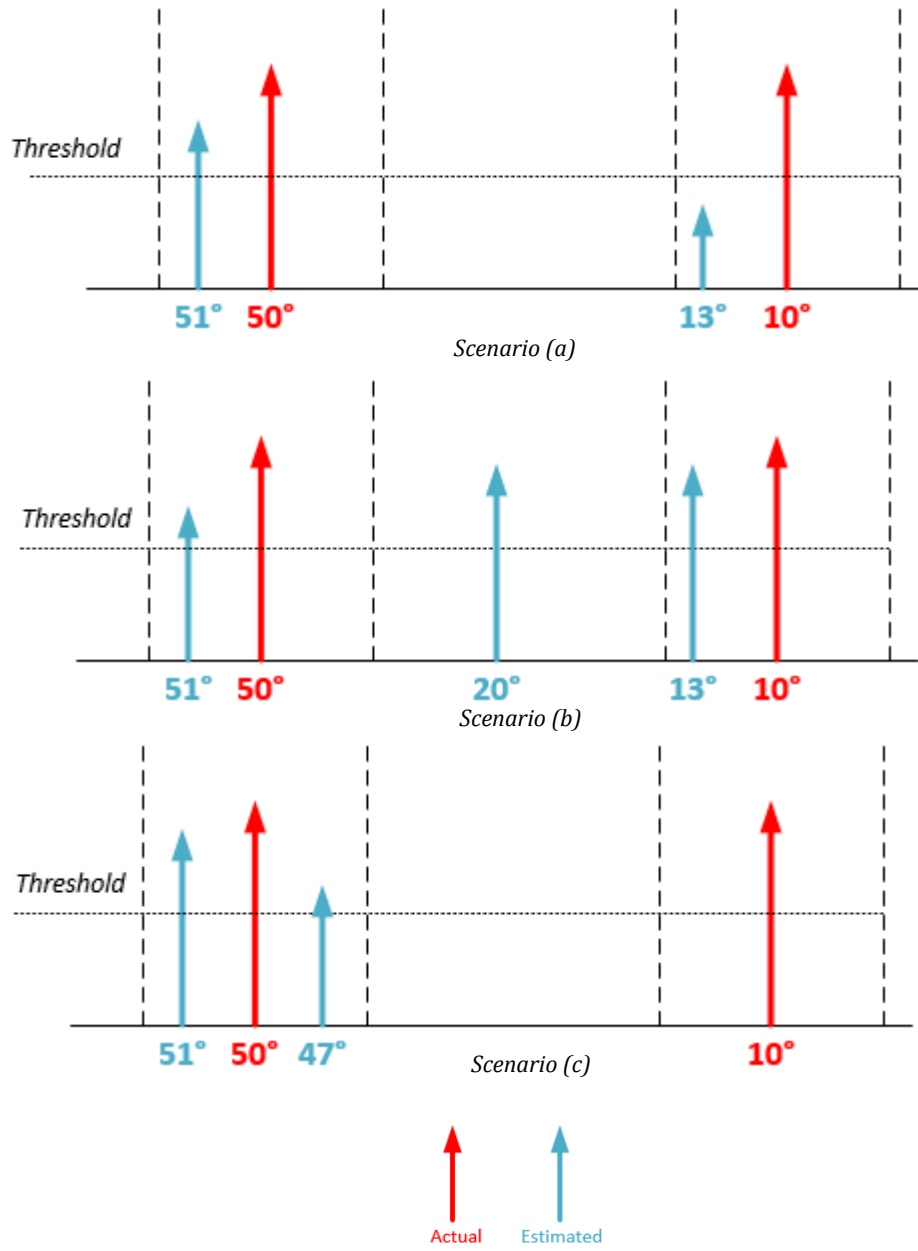 Threshold
51° 50° 13° 10°
Scenario (a)
Threshold
51° 50° 20° 13° 10°
Scenario (b)
Threshold
51° 50° 47° 10°
Scenario (c)
Actual Estimated